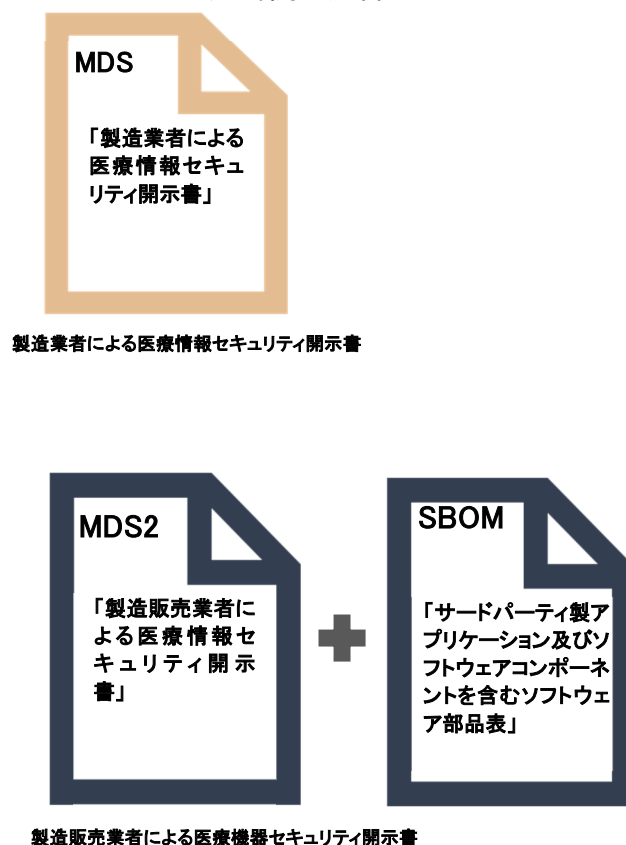 MDS
「製造業者による
医療情報セキュ
リティ開示書」
製造業者による医療情報セキュリティ開示書
MDS2
「製造販売業者に
よる医療情報セ
キュリティ開示
書」
SBOM
「サードパーティ製ア
プリケーション及びソ
フトウェアコンポーネ
ントを含むソフトウェ
ア部品表」
製造販売業者による医療機器セキュリティ開示書